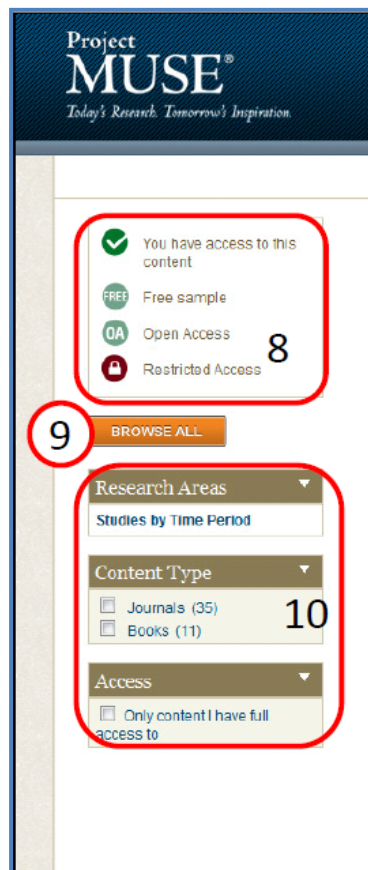 Project
MUSE®
Today's Research. Tomorrow's Inspiration.
You have access to this
content
FREE Free sample
OA Open Access
Restricted Access
8
9
BROWSE ALL
Research Areas
Studies by Time Period
Content Type
Journals (35)
Books (11)
10
Access
Only content I have full
access to